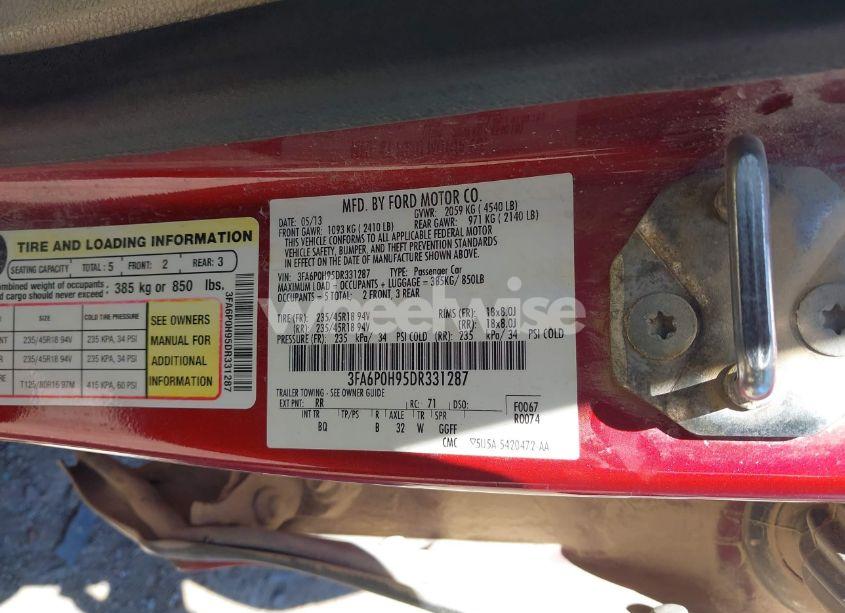 MFD. BY FORD MOTOR CO.
DATE: 05/13 GVWR: 2059 KG (4540 LB)
FRONT GAWR: 1093 KG (2410 LB) REAR GAWR: 971 KG (2140 LB)
THIS VEHICLE CONFORMS TO ALL APPLICABLE FEDERAL MOTOR
VEHICLE SAFETY, BUMPER, AND THEFT PREVENTION STANDARDS
IN EFFECT ON THE DATE OF MANUFACTURE SHOWN ABOVE.
VIN: 3FA6P0H95DR331287 TYPE: Passenger Car
MAXIMUM LOAD - OCCUPANTS + LUGGAGE - 385KG/ 850LB
OCCUPANTS - 5 TOTAL: 2 FRONT, 3 REAR
TIRE(FR): 235/45R18 94V RIMS (FR): 18x8.0J
(RR): 235/45R18 94V (RR): 18x8.0J
PRESSURE (FR): 235 kPa/ 34 PSI COLD (RR): 235 kPa/ 34 PSI COLD
3FA6P0H95DR331287
TRAILER TOWING - SEE OWNER GUIDE
EXT PNT: RR RC: 71 DSO:
INT TR TP/PS R AXLE TR SPR
BQ B 32 W GGFF
F0067
R0074
CMC 5U5A-5420472-AA
TIRE AND LOADING INFORMATION
SEATING CAPACITY TOTAL: 5 FRONT: 2 REAR: 3
ombined weight of occupants
d cargo should never exceed: 385 kg or 850 lbs.
SIZE COLD TIRE PRESSURE
235/45R18 94V 235 KPA, 34 PSI
235/45R18 94V 235 KPA, 34 PSI
T125/80R16 97M 415 KPA, 60 PSI
SEE OWNERS
MANUAL FOR
ADDITIONAL
INFORMATION
3FA6P0H95DR331287
wheelwise